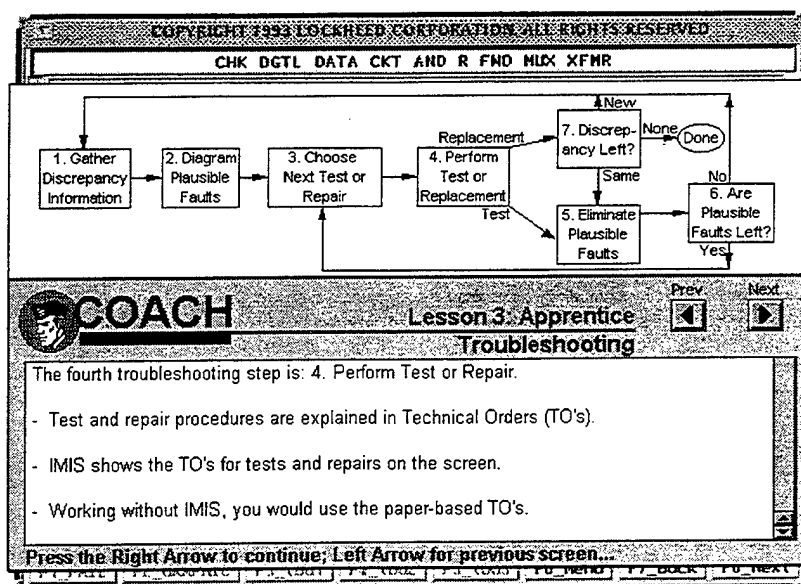 COPYRIGHT 1993 LOCKHEED CORPORATION ALL RIGHTS RESERVED
CHK DGTL DATA CKT AND R FWD MUX XFMR
New
Replacement
7. Discrep-
ancy Left?
None
Done
1. Gather
Discrepancy
Information
2. Diagram
Plausible
Faults
3. Choose
Next Test or
Repair
4. Perform
Test or
Replacement
Test
Same
No
5. Eliminate
Plausible
Faults
6. Are
Plausible
Faults Left?
Yes
COACH
Lesson 3: Apprentice
Troubleshooting
Prev
Next
The fourth troubleshooting step is: 4. Perform Test or Repair.
- Test and repair procedures are explained in Technical Orders (TO's).
- IMIS shows the TO's for tests and repairs on the screen.
- Working without IMIS, you would use the paper-based TO's.
Press the Right Arrow to continue; Left Arrow for previous screen...